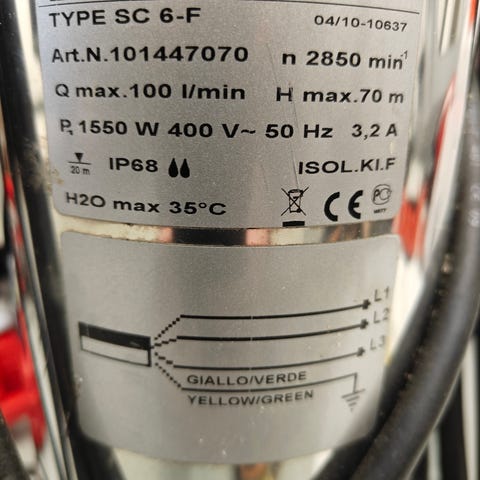 TYPE SC 6-F
04/10-10637
Art.N.101447070 n 2850 min⁻¹
Q max.100 l/min H max.70 m
P₁ 1550 W 400 V~ 50 Hz 3,2 A
20 m IP68 ISOL.KI.F
H2O max 35°C CE
L1
L2
L3
GIALLO/VERDE
YELLOW/GREEN